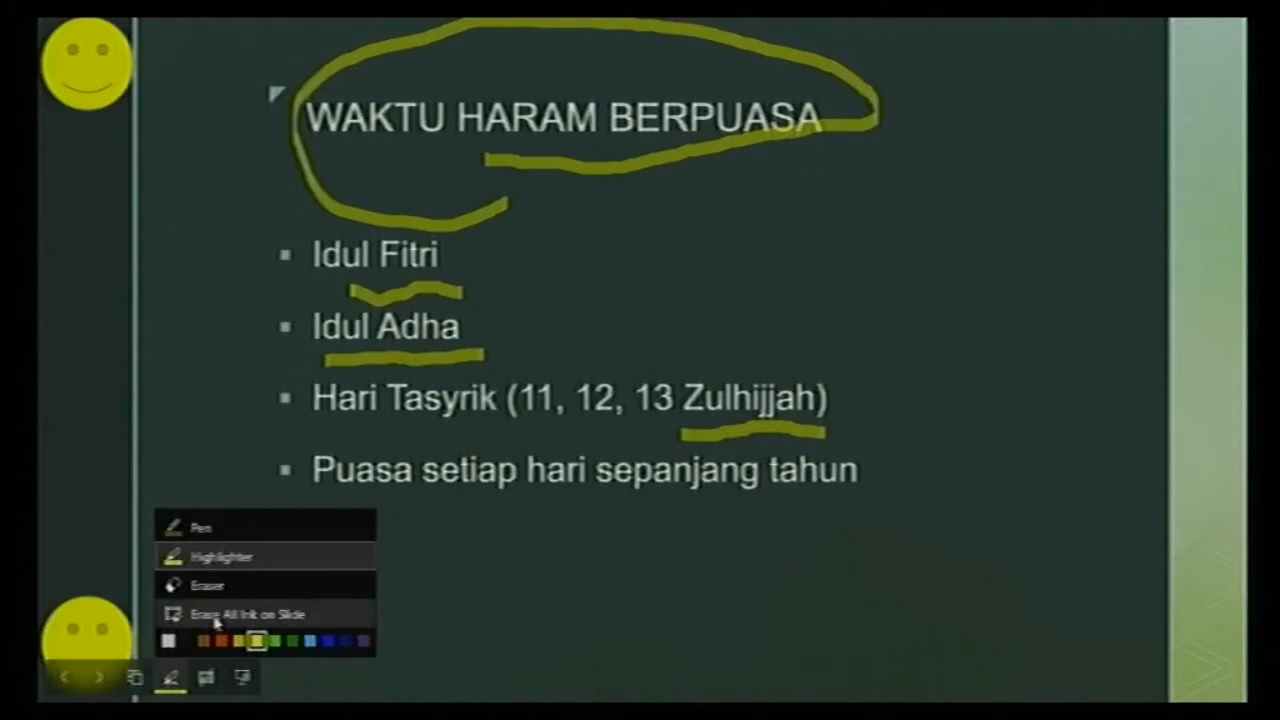 WAKTU HARAM BERPUASA
Idul Fitri
Idul Adha
Hari Tasyrik (11, 12, 13 Zulhijjah)
Puasa setiap hari sepanjang tahun
Pen
Highlighter
Eraser
Erase All Ink on Slide